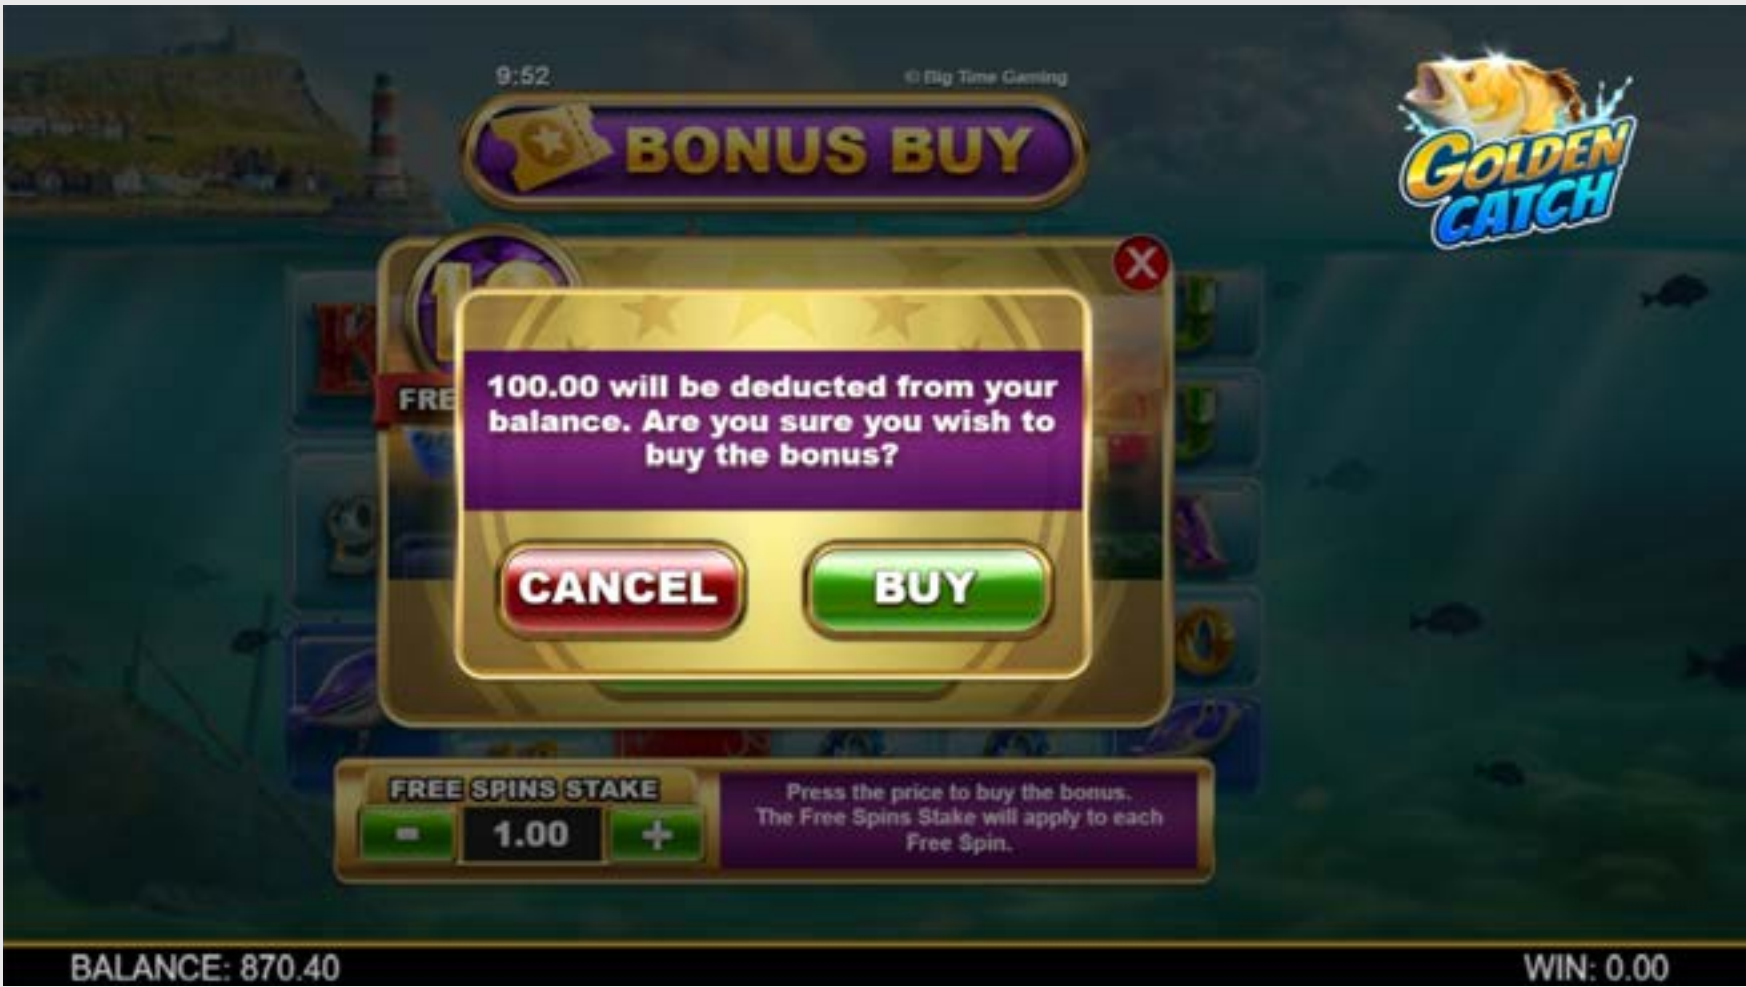 9:52
© Big Time Gaming
BONUS BUY
GOLDEN
CATCH
X
K
FRE
100.00 will be deducted from your
balance. Are you sure you wish to
buy the bonus?
CANCEL
BUY
FREE SPINS STAKE
-
1.00
+
Press the price to buy the bonus.
The Free Spins Stake will apply to each
Free Spin.
BALANCE: 870.40
WIN: 0.00